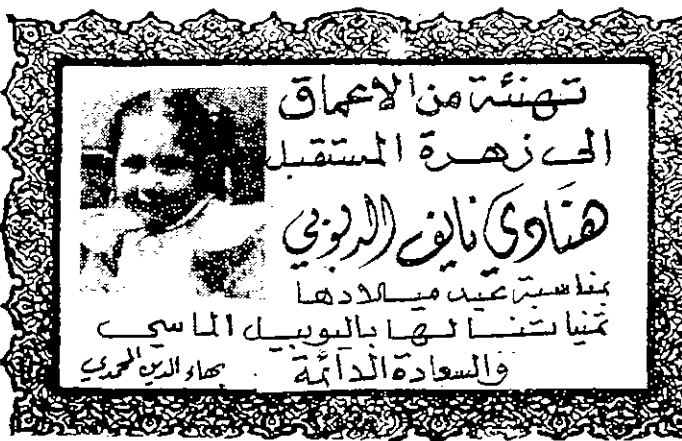 تهنئة من الاعماق
الى زهرة المستقبل
هنادي نايف الدبوبي
بمناسبة عيد ميلادها
تمنياتنا لها باليوبيل الماسي
والسعادة الدائمة
بهاء الدين المحمدي